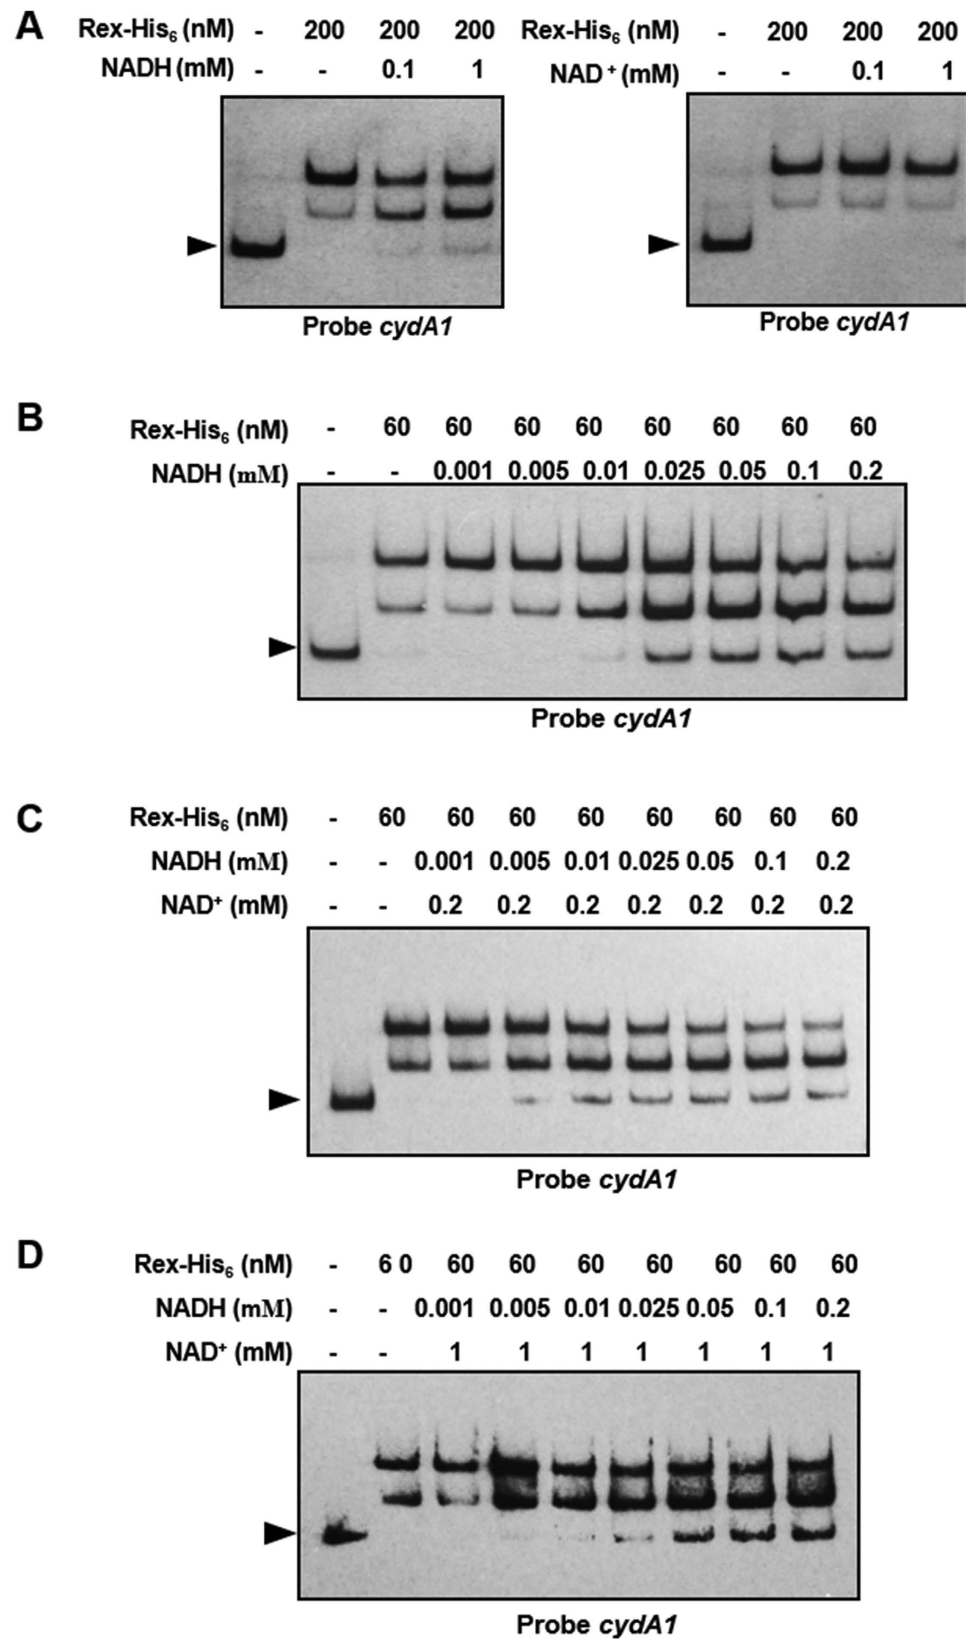 A
Rex-His6 (nM) - 200 200 200
NADH (mM) - - 0.1 1
Probe cydA1
Rex-His6 (nM) - 200 200 200
NAD + (mM) - - 0.1 1
Probe cydA1
B
Rex-His6 (nM) - 60 60 60 60 60 60 60 60
NADH (mM) - - 0.001 0.005 0.01 0.025 0.05 0.1 0.2
Probe cydA1
C
Rex-His6 (nM) - 60 60 60 60 60 60 60 60
NADH (mM) - - 0.001 0.005 0.01 0.025 0.05 0.1 0.2
NAD+ (mM) - - 0.2 0.2 0.2 0.2 0.2 0.2 0.2
Probe cydA1
D
Rex-His6 (nM) - 6 0 60 60 60 60 60 60 60
NADH (mM) - - 0.001 0.005 0.01 0.025 0.05 0.1 0.2
NAD+ (mM) - - 1 1 1 1 1 1 1
Probe cydA1